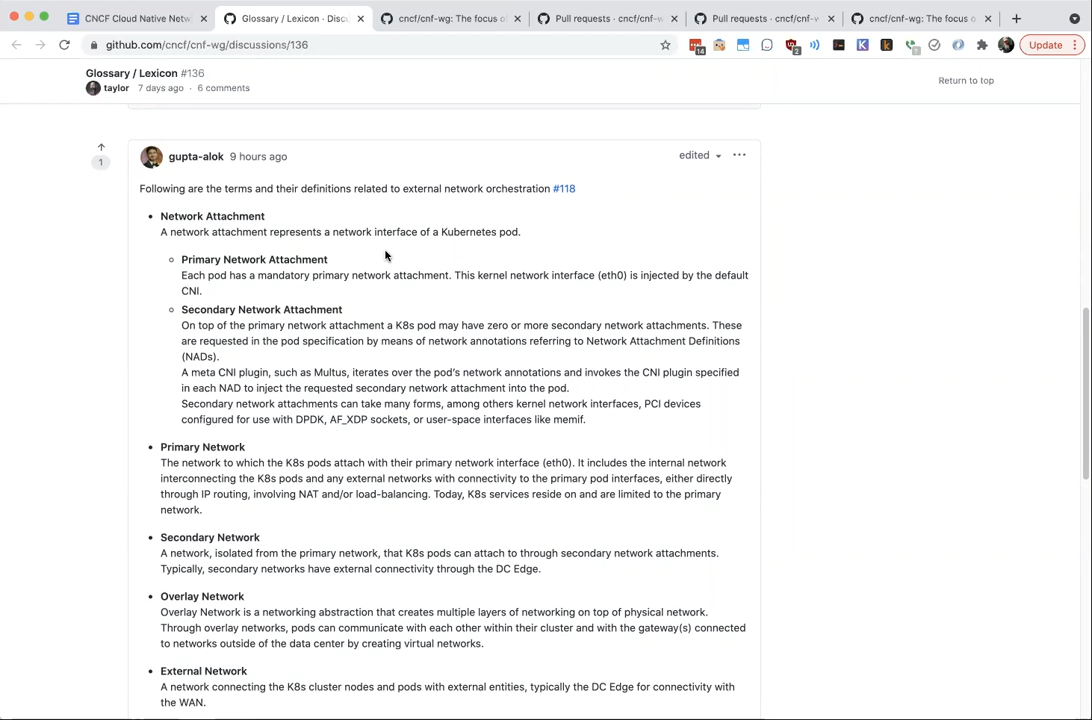 CNCF Cloud Native Netw
Glossary / Lexicon · Discu
cncf/cnf-wg: The focus o
Pull requests · cncf/cnf-w
Pull requests · cncf/cnf-w
cncf/cnf-wg: The focus o
github.com/cncf/cnf-wg/discussions/136
14
2
Update
Glossary / Lexicon #136
taylor 7 days ago · 6 comments
Return to top
1
gupta-alok 9 hours ago
edited
Following are the terms and their definitions related to external network orchestration #118
• Network Attachment
A network attachment represents a network interface of a Kubernetes pod.
◦ Primary Network Attachment
Each pod has a mandatory primary network attachment. This kernel network interface (eth0) is injected by the default
CNI.
◦ Secondary Network Attachment
On top of the primary network attachment a K8s pod may have zero or more secondary network attachments. These
are requested in the pod specification by means of network annotations referring to Network Attachment Definitions
(NADs).
A meta CNI plugin, such as Multus, iterates over the pod's network annotations and invokes the CNI plugin specified
in each NAD to inject the requested secondary network attachment into the pod.
Secondary network attachments can take many forms, among others kernel network interfaces, PCI devices
configured for use with DPDK, AF_XDP sockets, or user-space interfaces like memif.
• Primary Network
The network to which the K8s pods attach with their primary network interface (eth0). It includes the internal network
interconnecting the K8s pods and any external networks with connectivity to the primary pod interfaces, either directly
through IP routing, involving NAT and/or load-balancing. Today, K8s services reside on and are limited to the primary
network.
• Secondary Network
A network, isolated from the primary network, that K8s pods can attach to through secondary network attachments.
Typically, secondary networks have external connectivity through the DC Edge.
• Overlay Network
Overlay Network is a networking abstraction that creates multiple layers of networking on top of physical network.
Through overlay networks, pods can communicate with each other within their cluster and with the gateway(s) connected
to networks outside of the data center by creating virtual networks.
• External Network
A network connecting the K8s cluster nodes and pods with external entities, typically the DC Edge for connectivity with
the WAN.